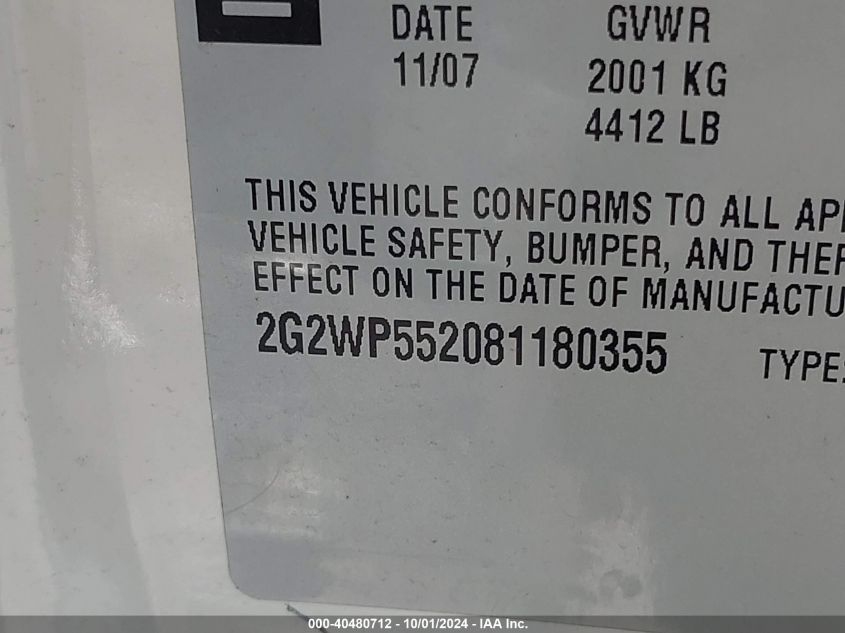 DATE GVWR
11/07 2001 KG
4412 LB
THIS VEHICLE CONFORMS TO ALL
VEHICLE SAFETY, BUMPER, AND
EFFECT ON THE DATE OF
2G2WP552081180355 TYPE:
000-40480712 - 10/01/2024 - IAA Inc.